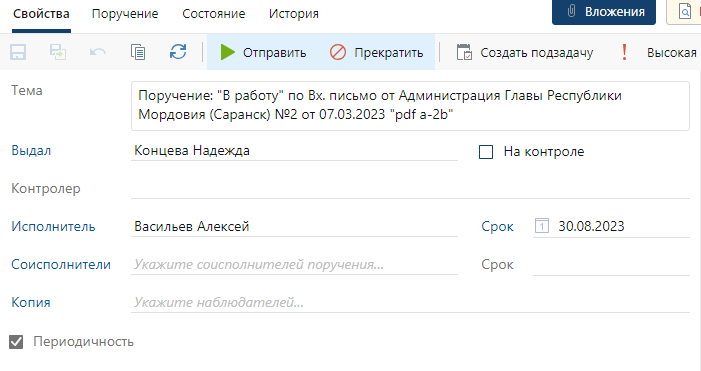 Свойства Поручение Состояние История Вложения
Отправить Прекратить Создать подзадачу Высокая
Тема Поручение: "В работу" по Вх. письмо от Администрация Главы Республики
Мордовия (Саранск) №2 от 07.03.2023 "pdf a-2b"
Выдал Концева Надежда На контроле
Контролер
Исполнитель Васильев Алексей Срок 1 30.08.2023
Соисполнители Укажите соисполнителей поручения... Срок
Копия Укажите наблюдателей...
Периодичность